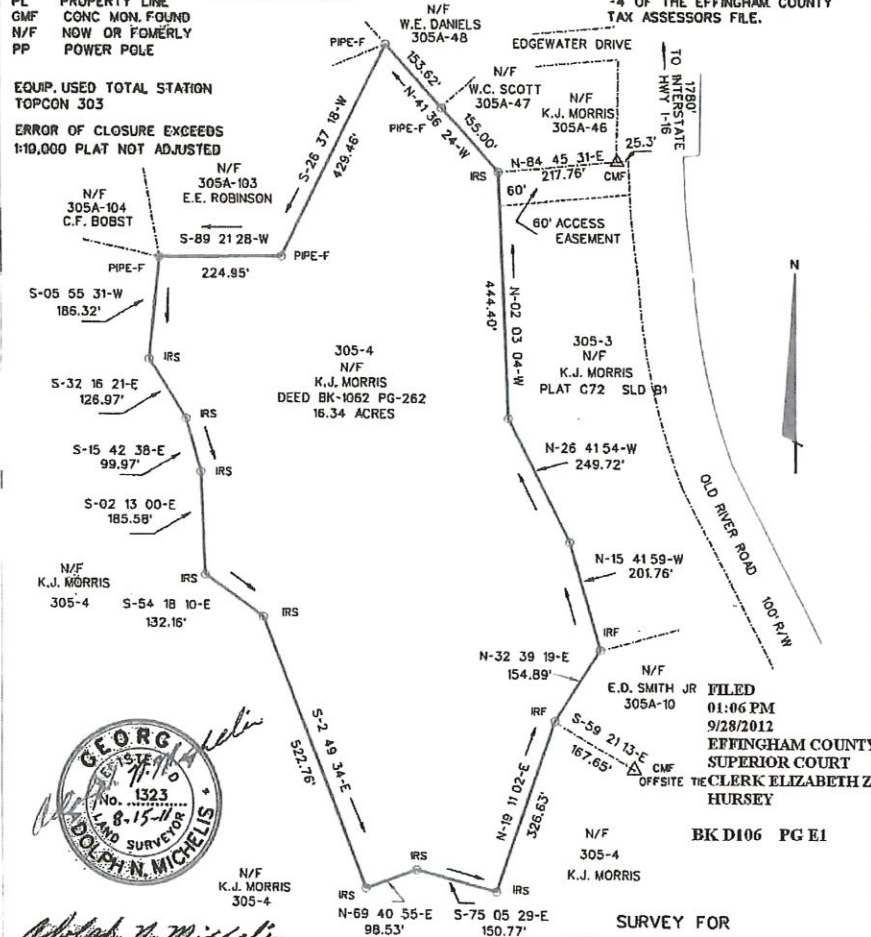 PL PROPERTY LINE
GMF CONC MON. FOUND
N/F NOW OR FOMERLY
PP POWER POLE
EQUIP. USED TOTAL STATION
TOPCON 303
ERROR OF CLOSURE EXCEEDS
1:10,000 PLAT NOT ADJUSTED
-4 OF THE EFFINGHAM COUNTY
TAX ASSESSORS FILE.
N/F
W.E. DANIELS
305A-48
EDGEWATER DRIVE
PIPE-F
153.62'
N-41 36 24-W
155.00'
N/F
W.C. SCOTT
305A-47
PIPE-F
N/F
K.J. MORRIS
305A-46
1780'
TO INTERSTATE
HWY I-16
25.3'
N-84 45 31-E
217.76'
CMF
IRS
60'
60' ACCESS
EASEMENT
S-26 37 18-W
429.46'
N/F
305A-103
E.E. ROBINSON
N/F
305A-104
C.F. BOBST
S-89 21 28-W
224.95'
PIPE-F
PIPE-F
S-05 55 31-W
186.32'
IRS
S-32 16 21-E
126.97'
IRS
S-15 42 38-E
99.97'
IRS
S-02 13 00-E
185.58'
IRS
N/F
K.J. MORRIS
305-4
S-54 18 10-E
132.16'
IRS
305-4
N/F
K.J. MORRIS
DEED BK-1062 PG-262
16.34 ACRES
444.40'
N-02 03 04-W
305-3
N/F
K.J. MORRIS
PLAT C72 SLD B1
N
N-26 41 54-W
249.72'
N-15 41 59-W
201.76'
OLD RIVER ROAD 100' R/W
IRF
N-32 39 19-E
154.89'
N/F
E.D. SMITH JR
305A-10
IRF
S-59 21 13-E
167.65'
CMF
OFFSITE TIE
FILED
01:06 PM
9/28/2012
EFFINGHAM COUNTY
SUPERIOR COURT
CLERK ELIZABETH Z
HURSEY
BK D106 PG E1
S-2 49 34-E
522.76'
N-19 11 02-E
326.63'
N/F
305-4
K.J. MORRIS
GEORG
No. 1323
8-15-11
LAND SURVEYOR
DOLPH N. MICHELIS
N/F
K.J. MORRIS
305-4
IRS
IRS
IRS
N-69 40 55-E
98.53'
S-75 05 29-E
150.77'
SURVEY FOR